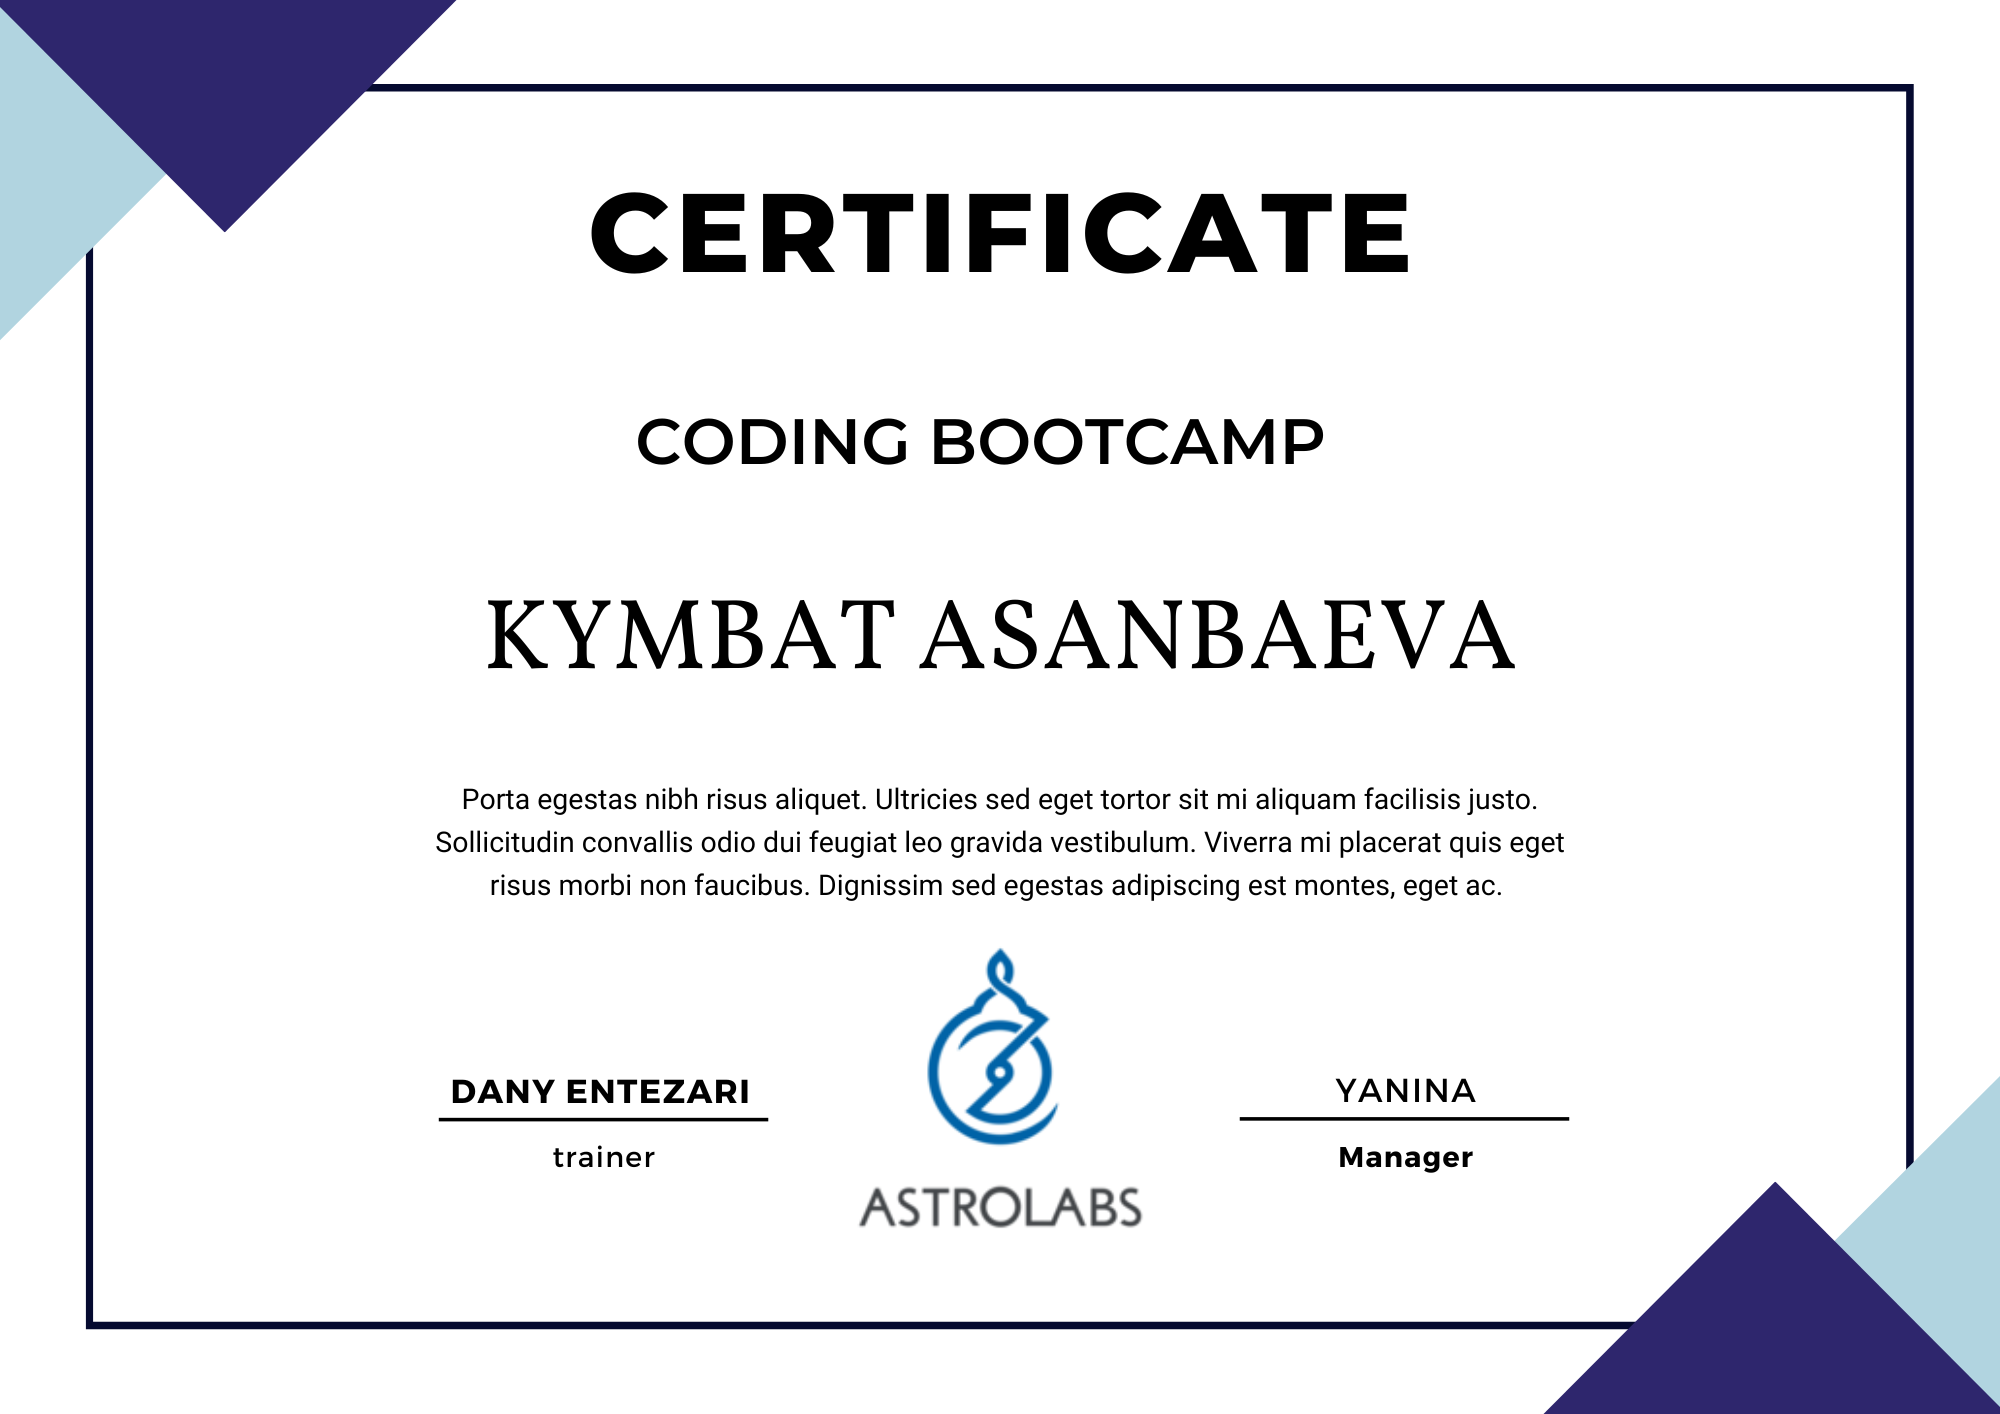 CERTIFICATE
CODING BOOTCAMP
KYMBAT ASANBAEVA
Porta egestas nibh risus aliquet. Ultricies sed eget tortor sit mi aliquam facilisis justo.
Sollicitudin convallis odio dui feugiat leo gravida vestibulum. Viverra mi placerat quis eget
risus morbi non faucibus. Dignissim sed egestas adipiscing est montes, eget ac.
DANY ENTEZARI
trainer
ASTROLABS
YANINA
Manager